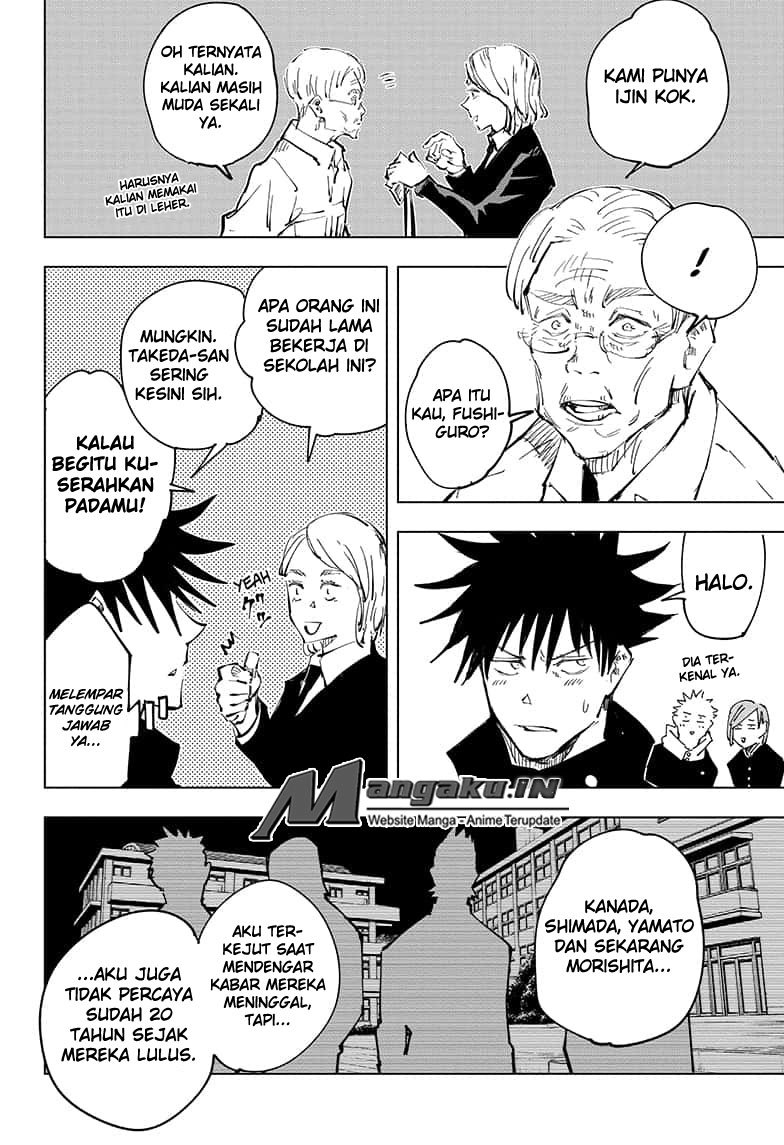 KAMI PUNYA
IJIN KOK.
OH TERNYATA
KALIAN.
KALIAN MASIH
MUDA SEKALI
YA.
HARUSNYA
KALIAN MEMAKAI
ITU DI LEHER.
!
APA ITU
KAU, FUSHI-
GURO?
APA ORANG INI
SUDAH LAMA
BEKERJA DI
SEKOLAH INI?
MUNGKIN.
TAKEDA-SAN
SERING
KESINI SIH.
KALAU
BEGITU KU-
SERAHKAN
PADAMU!
YEAH
MELEMPAR
TANGGUNG
JAWAB
YA...
HALO.
DIA TER-
KENAL YA.
Mangaku.IN
Website Manga - Anime Terupdate
KANADA,
SHIMADA, YAMATO
DAN SEKARANG
MORISHITA...
AKU TER-
KEJUT SAAT
MENDENGAR
KABAR MEREKA
MENINGGAL,
TAPI...
...AKU JUGA
TIDAK PERCAYA
SUDAH 20
TAHUN SEJAK
MEREKA LULUS.